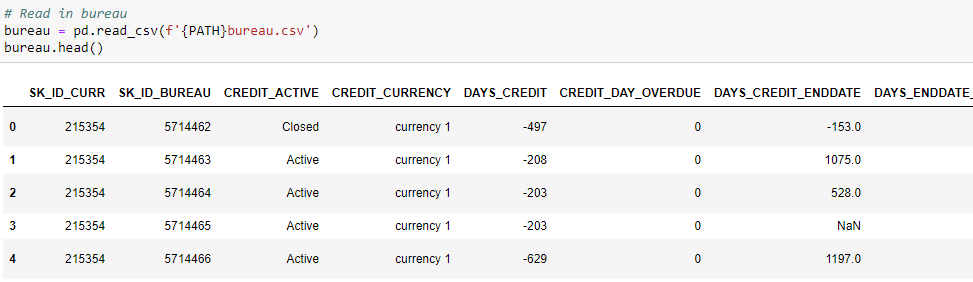 # Read in bureau
bureau = pd.read_csv(f'{PATH}bureau.csv')
bureau.head()
SK_ID_CURR SK_ID_BUREAU CREDIT_ACTIVE CREDIT_CURRENCY DAYS_CREDIT CREDIT_DAY_OVERDUE DAYS_CREDIT_ENDDATE DAYS_ENDDATE_
0 215354 5714462 Closed currency 1 -497 0 -153.0
1 215354 5714463 Active currency 1 -208 0 1075.0
2 215354 5714464 Active currency 1 -203 0 528.0
3 215354 5714465 Active currency 1 -203 0 NaN
4 215354 5714466 Active currency 1 -629 0 1197.0